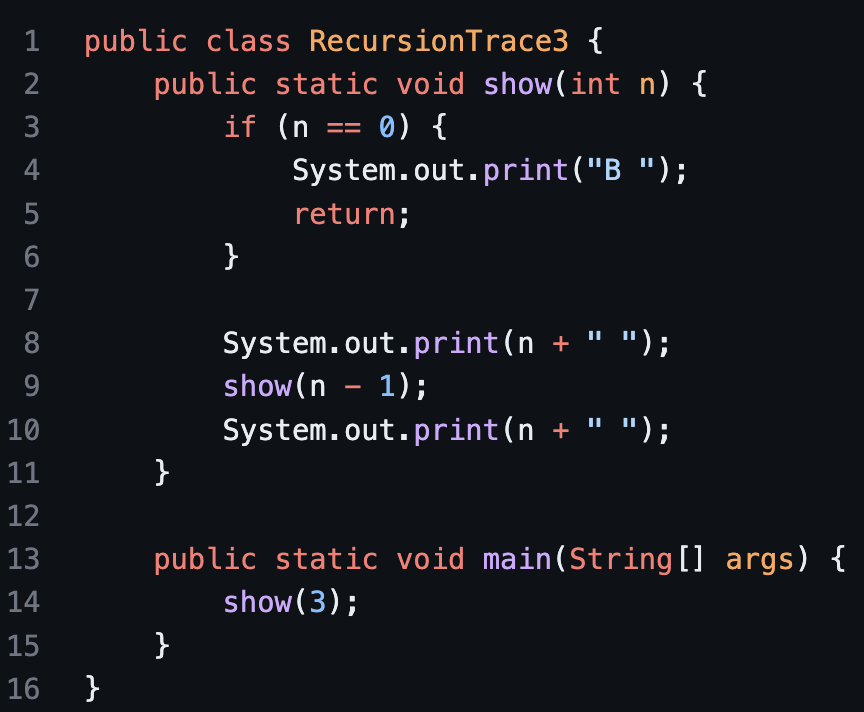 1 public class RecursionTrace3 {
2     public static void show(int n) {
3         if (n == 0) {
4             System.out.print("B ");
5             return;
6         }
7
8         System.out.print(n + " ");
9         show(n - 1);
10         System.out.print(n + " ");
11     }
12
13     public static void main(String[] args) {
14         show(3);
15     }
16 }